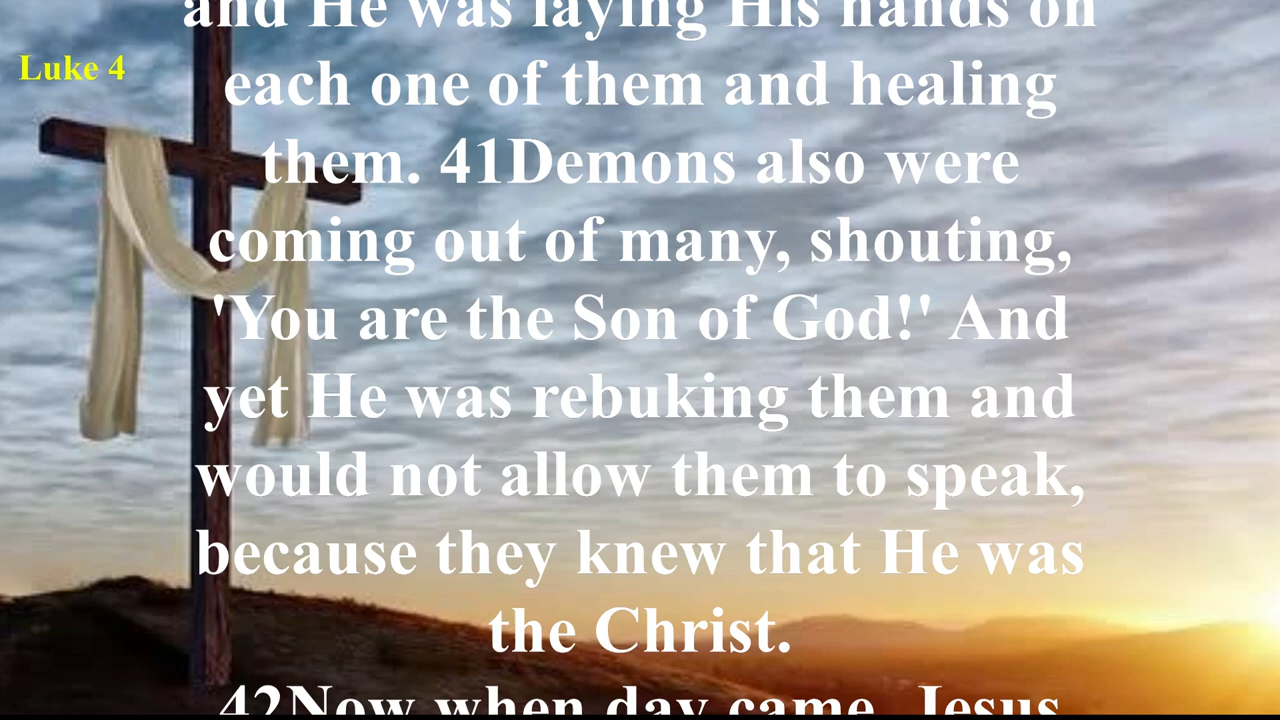 and He was laying His hands on
Luke 4
each one of them and healing
them. 41Demons also were
coming out of many, shouting,
'You are the Son of God!' And
yet He was rebuking them and
would not allow them to speak,
because they knew that He was
the Christ.
42Now when day came, Jesus